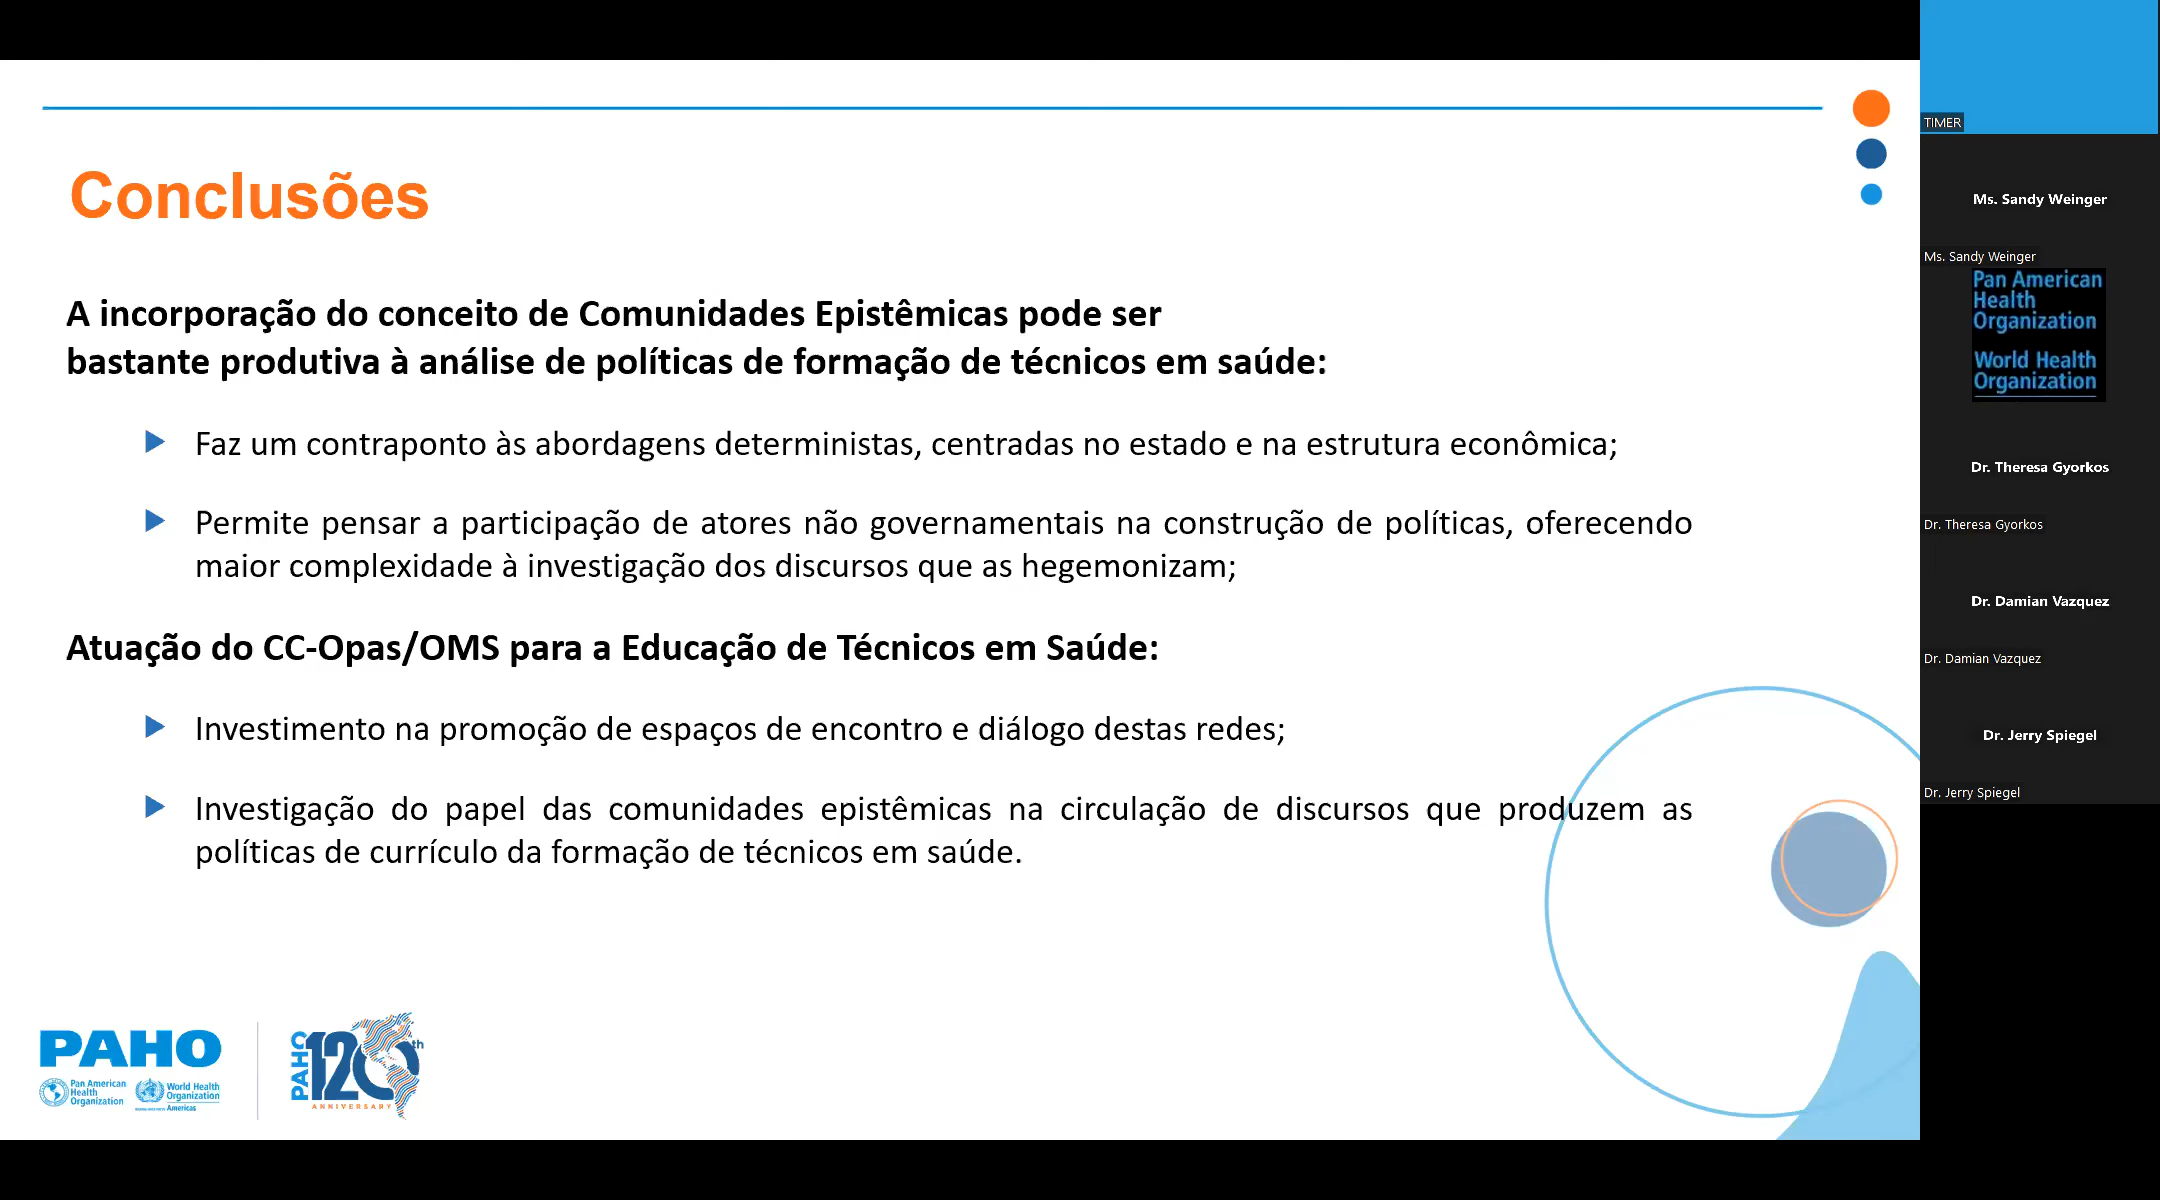 Conclusões
A incorporação do conceito de Comunidades Epistêmicas pode ser
bastante produtiva à análise de políticas de formação de técnicos em saúde:
Faz um contraponto às abordagens deterministas, centradas no estado e na estrutura econômica;
Permite pensar a participação de atores não governamentais na construção de políticas, oferecendo
maior complexidade à investigação dos discursos que as hegemonizam;
Atuação do CC-Opas/OMS para a Educação de Técnicos em Saúde:
Investimento na promoção de espaços de encontro e diálogo destas redes;
Investigação do papel das comunidades epistêmicas na circulação de discursos que produzem as
políticas de currículo da formação de técnicos em saúde.
PAHO
Pan American
Health
Organization
World Health
Organization
Americas
PAHO
120th
ANNIVERSARY
TIMER
Ms. Sandy Weinger
Ms. Sandy Weinger
Pan American
Health
Organization
World Health
Organization
Dr. Theresa Gyorkos
Dr. Theresa Gyorkos
Dr. Damian Vazquez
Dr. Damian Vazquez
Dr. Jerry Spiegel
Dr. Jerry Spiegel